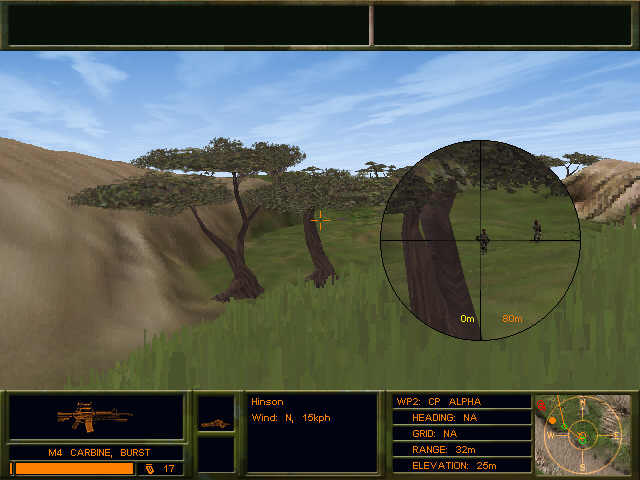 0m 80m
Hinson
Wind: N, 15kph
M4 CARBINE, BURST
17
WP2: CP ALPHA
HEADING: NA
GRID: NA
RANGE: 32m
ELEVATION: 25m
N
W E
S